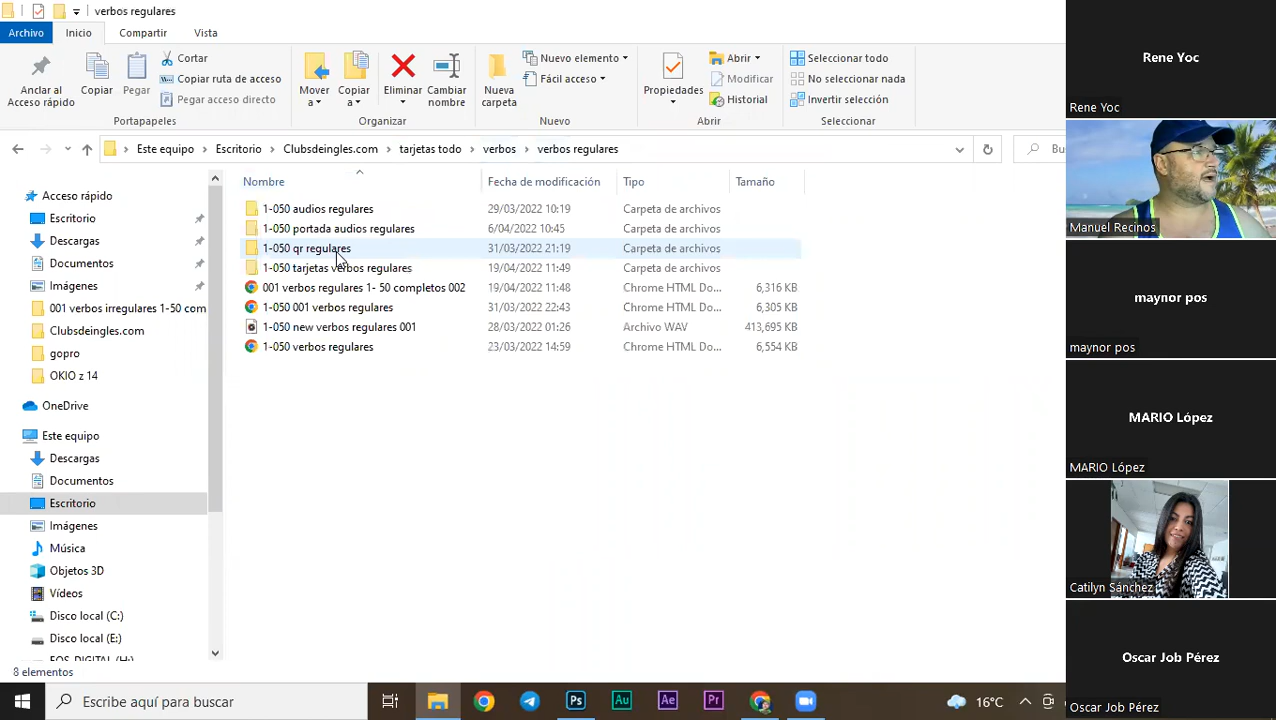 verbos regulares
Archivo Inicio Compartir Vista
Anclar al Acceso rápido
Copiar
Pegar
Cortar
Copiar ruta de acceso
Pegar acceso directo
Portapapeles
Mover a
Copiar a
Eliminar
Cambiar nombre
Organizar
Nueva carpeta
Nuevo elemento
Fácil acceso
Nuevo
Propiedades
Abrir
Modificar
Historial
Abrir
Seleccionar todo
No seleccionar nada
Invertir selección
Seleccionar
Este equipo Escritorio Clubsdeingles.com tarjetas todo verbos verbos regulares
Bu
Nombre Fecha de modificación Tipo Tamaño
1-050 audios regulares 29/03/2022 10:19 Carpeta de archivos
1-050 portada audios regulares 6/04/2022 10:45 Carpeta de archivos
1-050 qr regulares 31/03/2022 21:19 Carpeta de archivos
1-050 tarjetas verbos regulares 19/04/2022 11:49 Carpeta de archivos
001 verbos regulares 1- 50 completos 002 19/04/2022 11:48 Chrome HTML Do... 6,316 KB
1-050 001 verbos regulares 31/03/2022 22:43 Chrome HTML Do... 6,305 KB
1-050 new verbos regulares 001 28/03/2022 01:26 Archivo WAV 413,695 KB
1-050 verbos regulares 23/03/2022 14:59 Chrome HTML Do... 6,554 KB
Acceso rápido
Escritorio
Descargas
Documentos
Imágenes
001 verbos irregulares 1-50 com
Clubsdeingles.com
gopro
OKIO z 14
OneDrive
Este equipo
Descargas
Documentos
Escritorio
Imágenes
Música
Objetos 3D
Vídeos
Disco local (C:)
Disco local (E:)
EOS_DIGITAL (H:)
8 elementos
Escribe aquí para buscar
Ps
Au
Ae
Pr
16°C
Rene Yoc
Rene Yoc
Manuel Recinos
maynor pos
maynor pos
MARIO López
MARIO López
Catilyn Sánchez
Oscar Job Pérez
Oscar Job Pérez